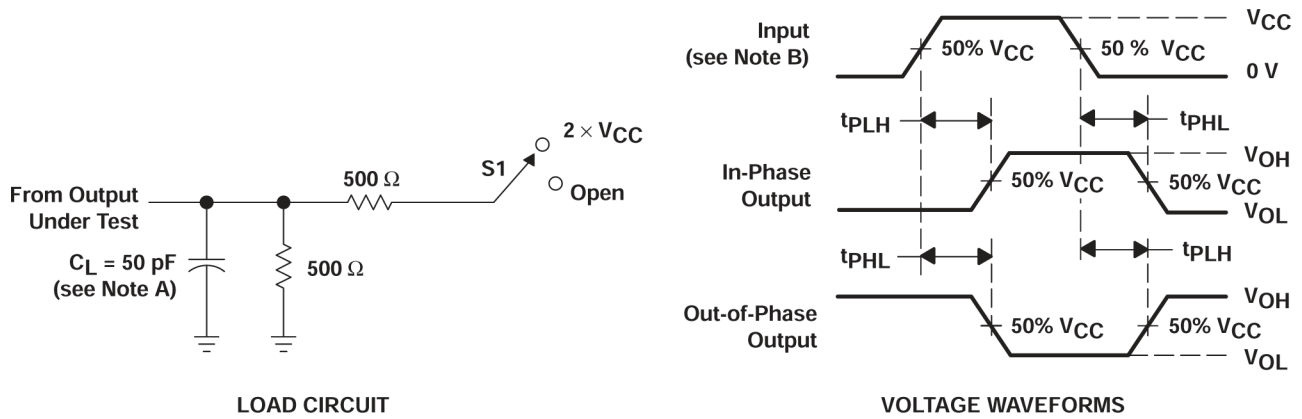 From Output
Under Test
CL = 50 pF
(see Note A)
500 Ω
500 Ω
S1
2 × VCC
Open
LOAD CIRCUIT
Input
(see Note B)
50% VCC
50 % VCC
VCC
0 V
tPLH
tPHL
In-Phase
Output
50% VCC
50% VCC
VOH
VOL
tPHL
tPLH
Out-of-Phase
Output
50% VCC
50% VCC
VOH
VOL
VOLTAGE WAVEFORMS